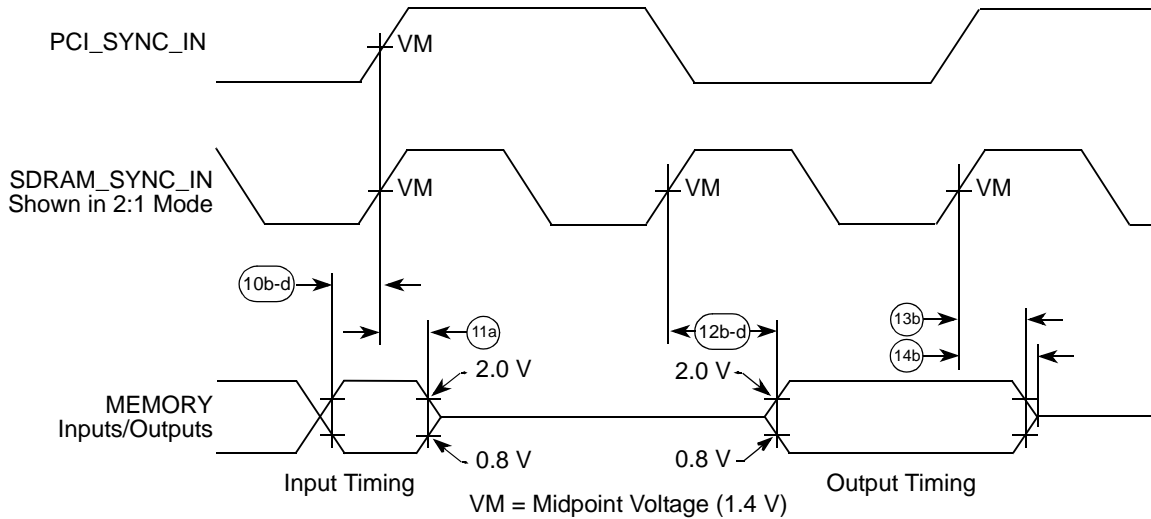 PCI_SYNC_IN
VM
SDRAM_SYNC_IN
Shown in 2:1 Mode
VM
VM
VM
10b-d
11a
12b-d
13b
14b
2.0 V
2.0 V
MEMORY
Inputs/Outputs
0.8 V
0.8 V
Input Timing
Output Timing
VM = Midpoint Voltage (1.4 V)